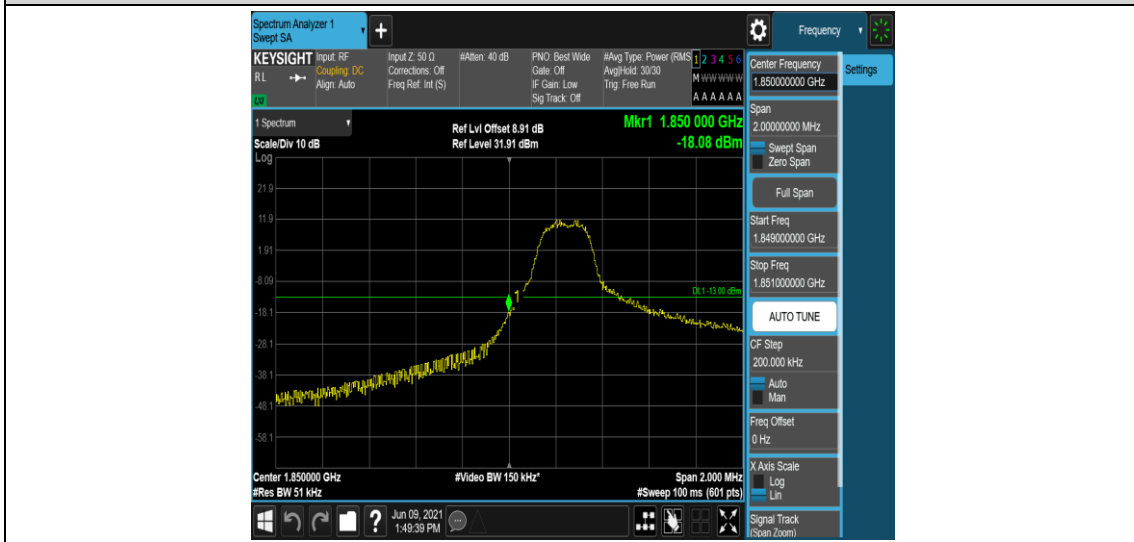 Spectrum Analyzer 1
Swept SA
Frequency
KEYSIGHT
RL
LXI
Input: RF
Coupling: DC
Align: Auto
Input Z: 50 Ω
Corrections: Off
Freq Ref: Int (S)
#Atten: 40 dB
PNO: Best Wide
Gate: Off
IF Gain: Low
Sig Track: Off
#Avg Type: Power (RMS
Avg|Hold: 30/30
Trig: Free Run
1 2 3 4 5 6
M W W W W W
A A A A A A
1 Spectrum
Scale/Div 10 dB
Log
Ref Lvl Offset 8.91 dB
Ref Level 31.91 dBm
Mkr1 1.850 000 GHz
-18.08 dBm
21.9
11.9
1.91
-8.09
-18.1
-28.1
-38.1
-48.1
-58.1
1
DL1 -13.00 dBm
Center 1.850000 GHz
#Res BW 51 kHz
#Video BW 150 kHz*
Span 2.000 MHz
#Sweep 100 ms (601 pts)
Center Frequency
1.850000000 GHz
Settings
Span
2.00000000 MHz
Swept Span
Zero Span
Full Span
Start Freq
1.849000000 GHz
Stop Freq
1.851000000 GHz
AUTO TUNE
CF Step
200.000 kHz
Auto
Man
Freq Offset
0 Hz
X Axis Scale
Log
Lin
Signal Track
(Span Zoom)
?
Jun 09, 2021
1:49:39 PM